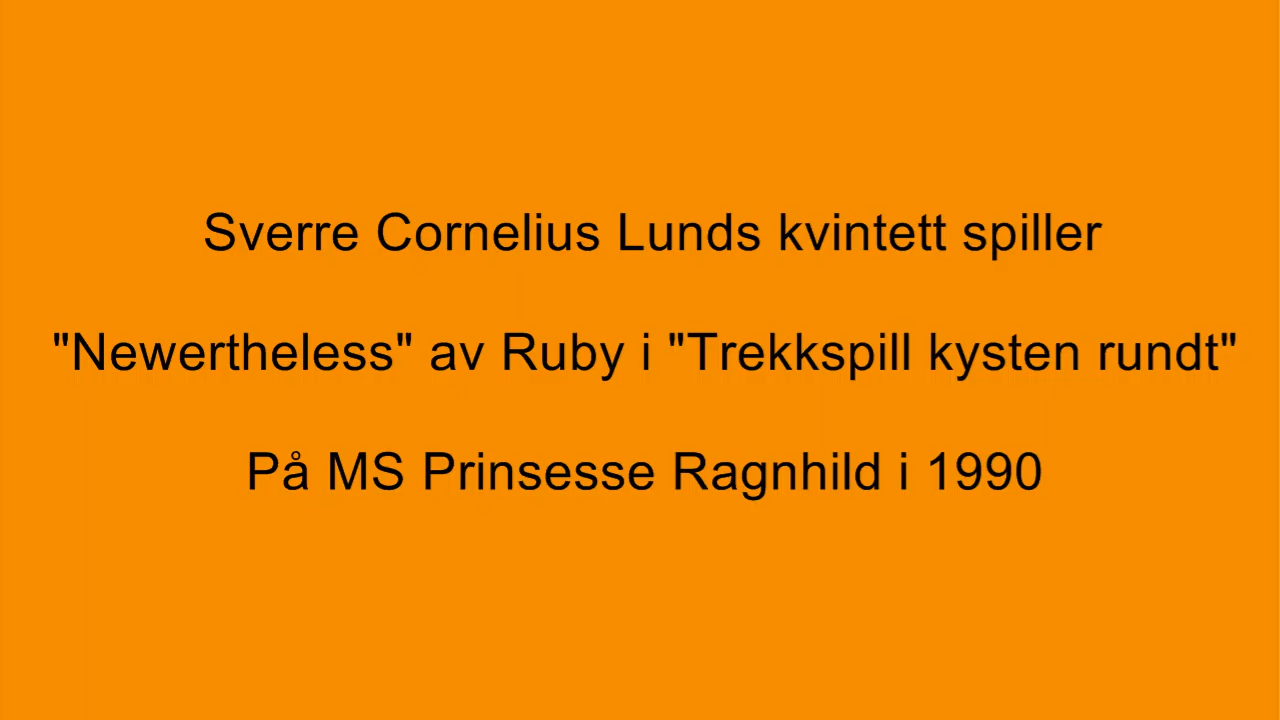 Sverre Cornelius Lunds kvintett spiller
"Newertheless" av Ruby i "Trekkspill kysten rundt"
På MS Prinsesse Ragnhild i 1990